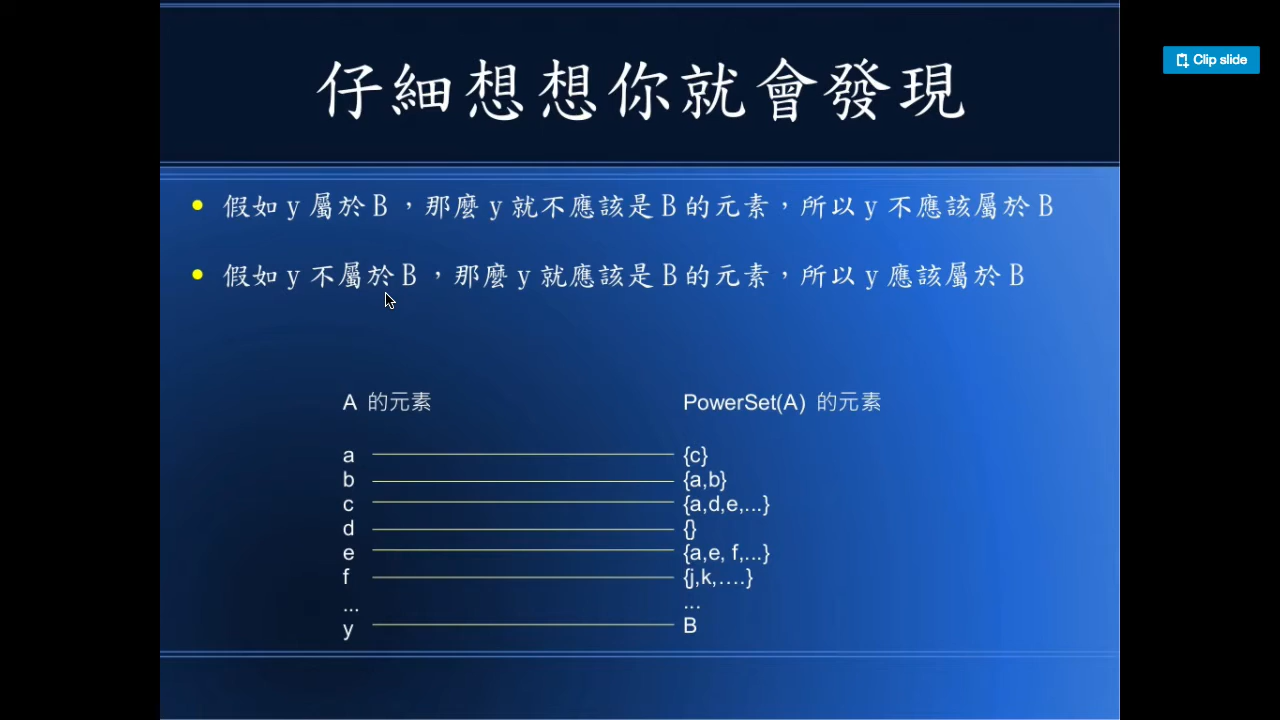 仔細想想你就會發現
Clip slide
假如 y 屬於 B ，那麼 y 就不應該是 B 的元素，所以 y 不應該屬於 B
假如 y 不屬於 B ，那麼 y 就應該是 B 的元素，所以 y 應該屬於 B
A 的元素 PowerSet(A) 的元素
a {c}
b {a,b}
c {a,d,e,...}
d {}
e {a,e, f,...}
f {j,k,....}
... ...
y B